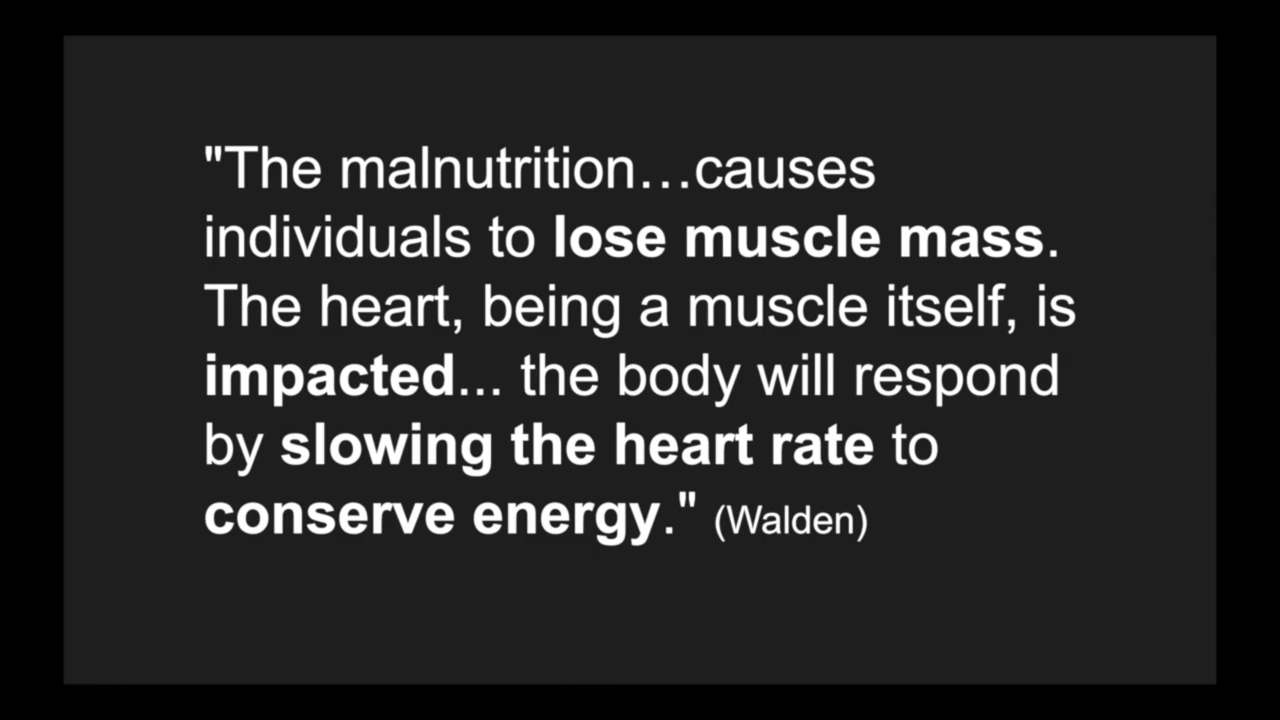 "The malnutrition…causes
individuals to lose muscle mass.
The heart, being a muscle itself, is
impacted... the body will respond
by slowing the heart rate to
conserve energy." (Walden)